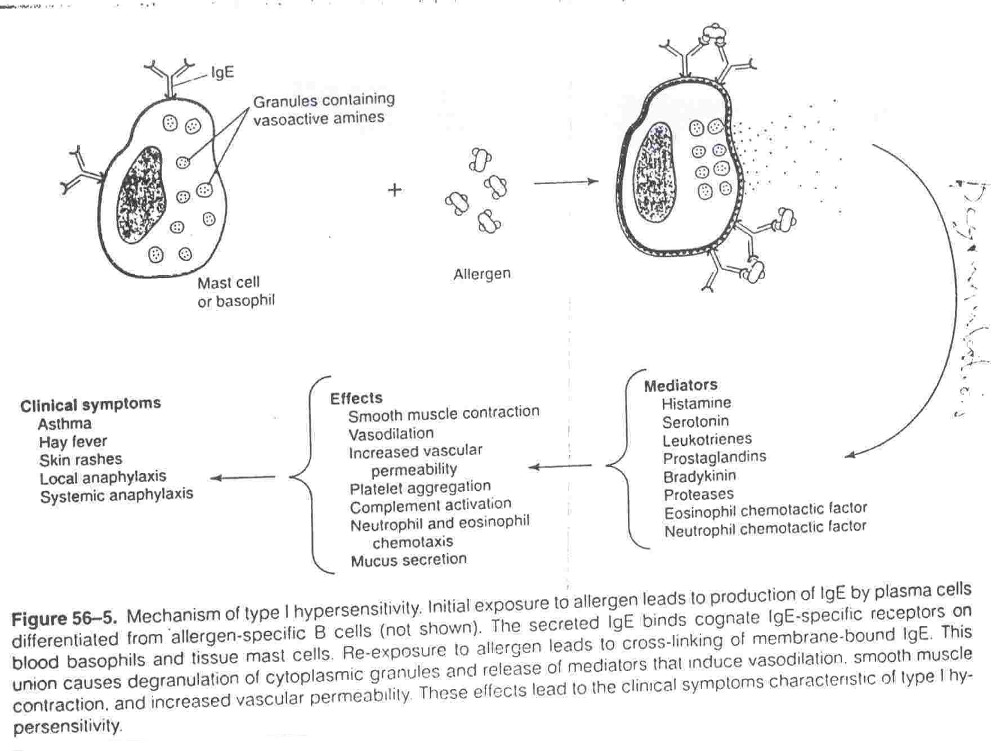 IgE
Granules containing
vasoactive amines
Mast cell
or basophil
+
Allergen
Degranulation
Clinical symptoms
Asthma
Hay fever
Skin rashes
Local anaphylaxis
Systemic anaphylaxis
Effects
Smooth muscle contraction
Vasodilation
Increased vascular
permeability
Platelet aggregation
Complement activation
Neutrophil and eosinophil
chemotaxis
Mucus secretion
Mediators
Histamine
Serotonin
Leukotrienes
Prostaglandins
Bradykinin
Proteases
Eosinophil chemotactic factor
Neutrophil chemotactic factor
Figure 56–5. Mechanism of type I hypersensitivity. Initial exposure to allergen leads to production of IgE by plasma cells
differentiated from allergen-specific B cells (not shown). The secreted IgE binds cognate IgE-specific receptors on
blood basophils and tissue mast cells. Re-exposure to allergen leads to cross-linking of membrane-bound IgE. This
union causes degranulation of cytoplasmic granules and release of mediators that induce vasodilation, smooth muscle
contraction, and increased vascular permeability. These effects lead to the clinical symptoms characteristic of type I hy-
persensitivity.